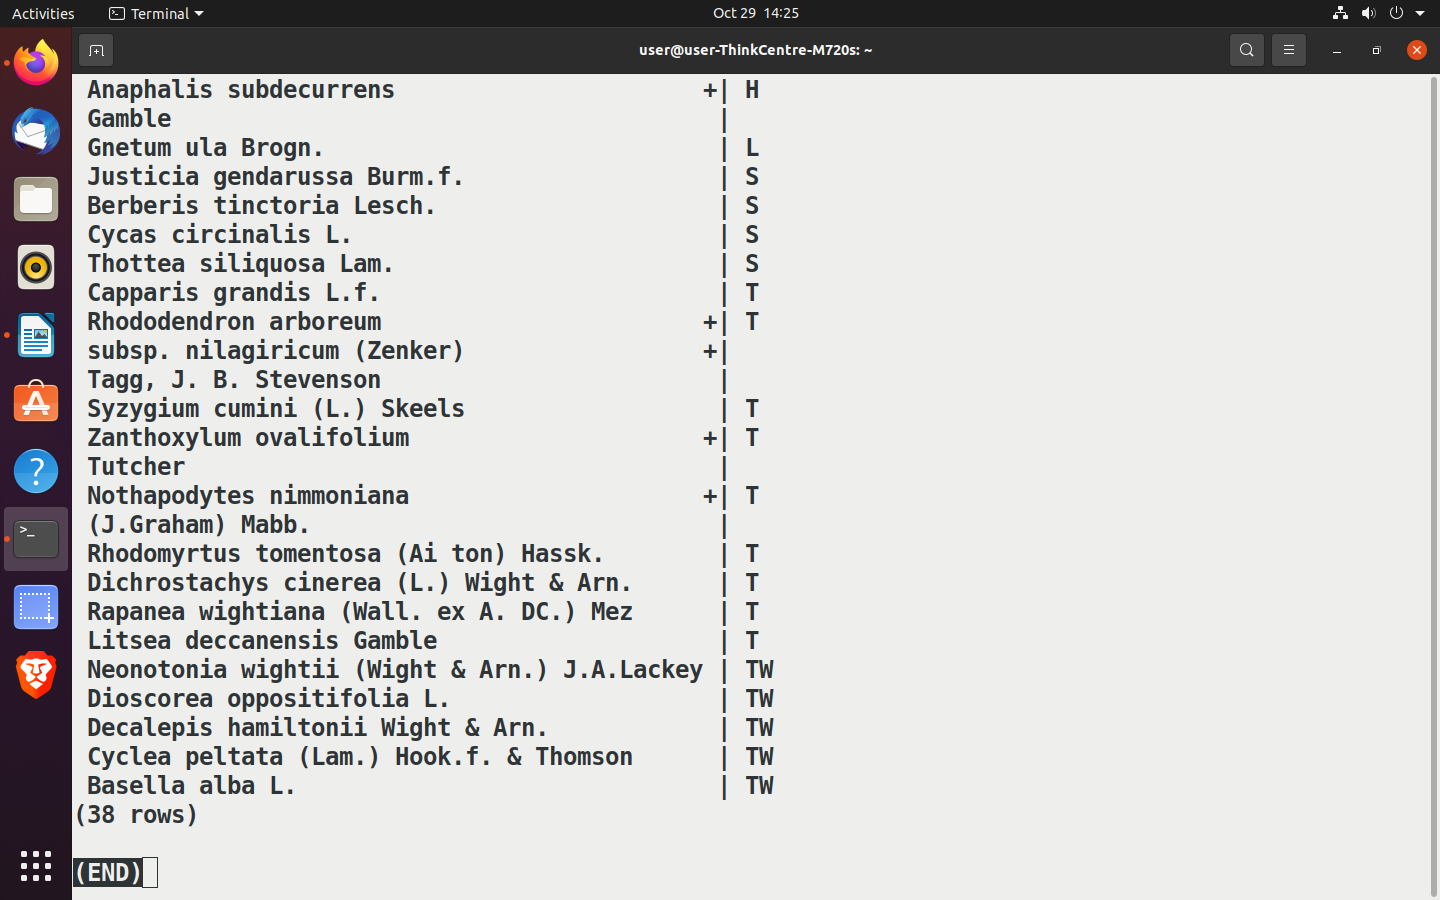 Activities Terminal Oct 29 14:25
user@user-ThinkCentre-M720s: ~
Anaphalis subdecurrens +| H
Gamble |
Gnetum ula Brogn. | L
Justicia gendarussa Burm.f. | S
Berberis tinctoria Lesch. | S
Cycas circinalis L. | S
Thottea siliquosa Lam. | S
Capparis grandis L.f. | T
Rhododendron arboreum +| T
subsp. nilagiricum (Zenker) +|
Tagg, J. B. Stevenson |
Syzygium cumini (L.) Skeels | T
Zanthoxylum ovalifolium +| T
Tutcher |
Nothapodytes nimmoniana +| T
(J.Graham) Mabb. |
Rhodomyrtus tomentosa (Ai ton) Hassk. | T
Dichrostachys cinerea (L.) Wight & Arn. | T
Rapanea wightiana (Wall. ex A. DC.) Mez | T
Litsea deccanensis Gamble | T
Neonotonia wightii (Wight & Arn.) J.A.Lackey | TW
Dioscorea oppositifolia L. | TW
Decalepis hamiltonii Wight & Arn. | TW
Cyclea peltata (Lam.) Hook.f. & Thomson | TW
Basella alba L. | TW
(38 rows)
(END)